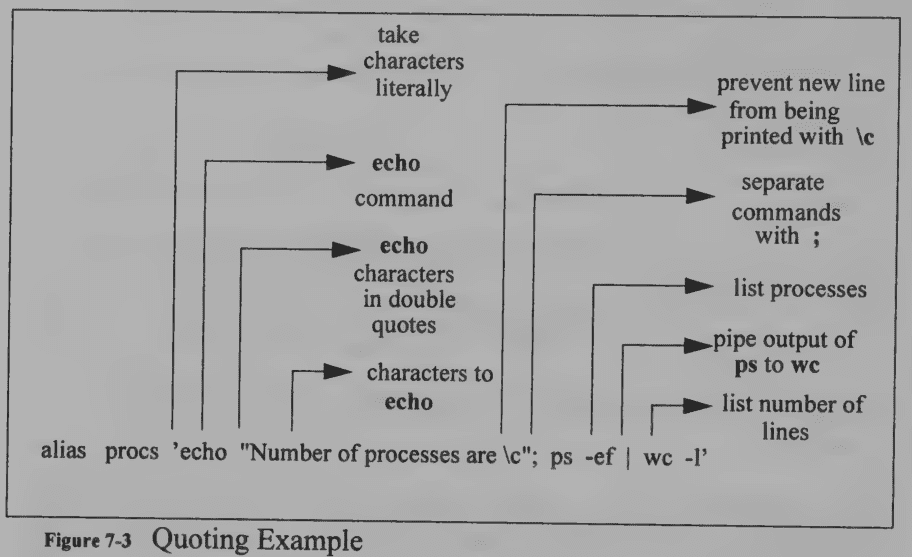 take
characters
literally
echo
command
echo
characters
in double
quotes
characters to
echo
prevent new line
from being
printed with \c
separate
commands
with ;
list processes
pipe output of
ps to wc
list number of
lines
alias procs 'echo "Number of processes are \c"; ps -ef | wc -l'
Figure 7-3 Quoting Example